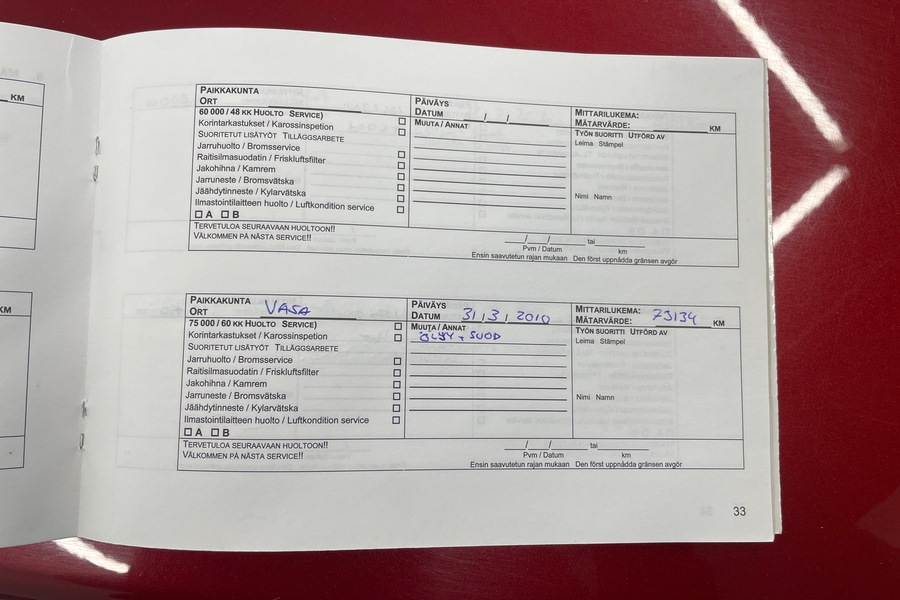 KM
KM
PAIKKAKUNTA
ORT
60 000 / 48 KK HUOLTO SERVICE)
Korintarkastukset / Karossinspetion
SUORITETUT LISÄTYÖT TILLÄGGSARBETE
Jarruhuolto / Bromsservice
Raitisilmasuodatin / Friskluftsfilter
Jakohihna / Kamrem
Jarruneste / Bromsvätska
Jäähdytinneste / Kylarvätska
Ilmastointilaitteen huolto / Luftkondition service
A B
TERVETULOA SEURAAVAAN HUOLTOON!!
VÄLKOMMEN PÅ NÄSTA SERVICE!!
PÄIVÄYS
DATUM / /
MUUTA / ANNAT
MITTARILUKEMA:
MÄTARVÄRDE: KM
TYÖN SUORITTI UTFÖRD AV
Leima Stämpel
Nimi Namn
/ / tai
Pvm / Datum km
Ensin saavutetun rajan mukaan Den först uppnådda gränsen avgör
PAIKKAKUNTA
ORT VASA
75 000 / 60 KK HUOLTO SERVICE)
Korintarkastukset / Karossinspetion
SUORITETUT LISÄTYÖT TILLÄGGSARBETE
Jarruhuolto / Bromsservice
Raitisilmasuodatin / Friskluftsfilter
Jakohihna / Kamrem
Jarruneste / Bromsvätska
Jäähdytinneste / Kylarvätska
Ilmastointilaitteen huolto / Luftkondition service
A B
TERVETULOA SEURAAVAAN HUOLTOON!!
VÄLKOMMEN PÅ NÄSTA SERVICE!!
PÄIVÄYS
DATUM 31/3/2010
MUUTA / ANNAT
ÖLJY + SUOD
MITTARILUKEMA:
MÄTARVÄRDE: 73134 KM
TYÖN SUORITTI UTFÖRD AV
Leima Stämpel
Nimi Namn
/ / tai
Pvm / Datum km
Ensin saavutetun rajan mukaan Den först uppnådda gränsen avgör
33